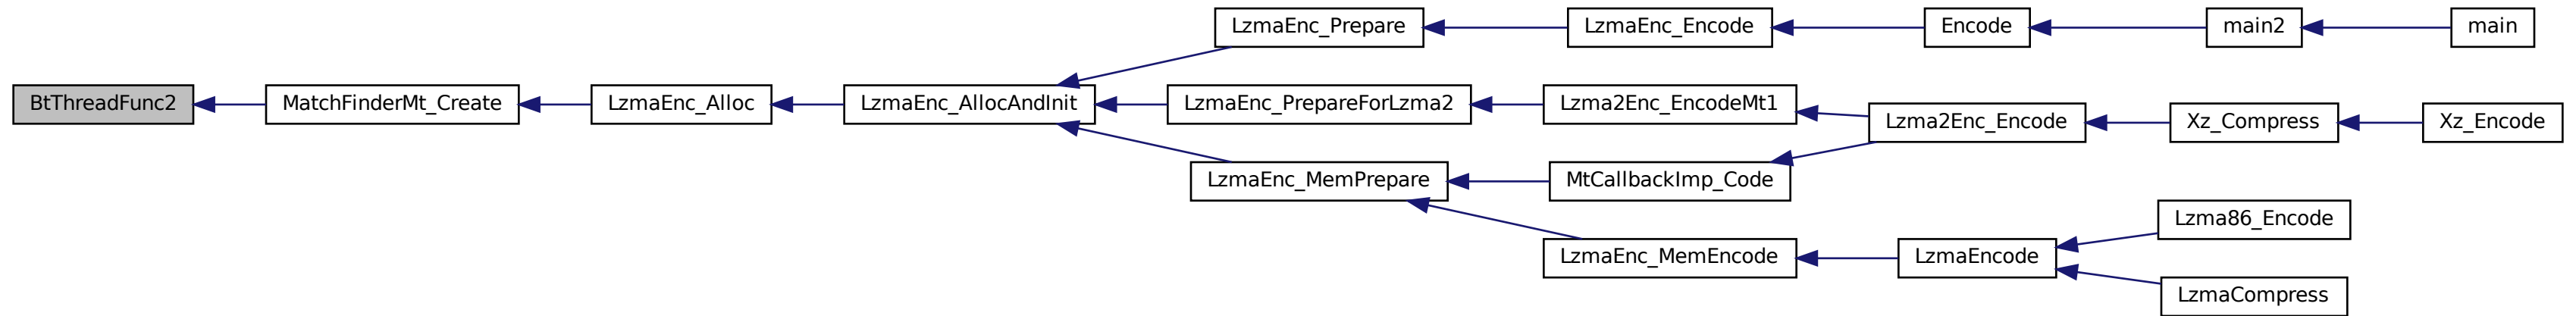 LzmaEnc_Prepare
LzmaEnc_Encode
Encode
main2
main
BtThreadFunc2
MatchFinderMt_Create
LzmaEnc_Alloc
LzmaEnc_AllocAndInit
LzmaEnc_PrepareForLzma2
Lzma2Enc_EncodeMt1
Lzma2Enc_Encode
Xz_Compress
Xz_Encode
LzmaEnc_MemPrepare
MtCallbackImp_Code
Lzma86_Encode
LzmaEnc_MemEncode
LzmaEncode
LzmaCompress